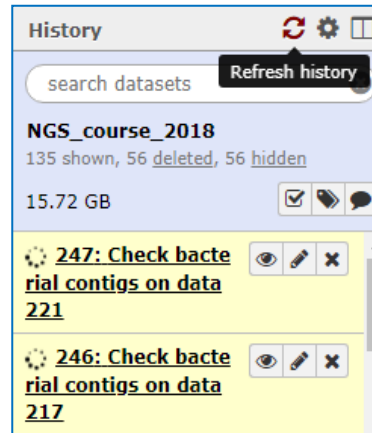 History
Refresh history
search datasets
NGS_course_2018
135 shown, 56 deleted, 56 hidden
15.72 GB
247: Check bacte
rial contigs on data
221
246: Check bacte
rial contigs on data
217